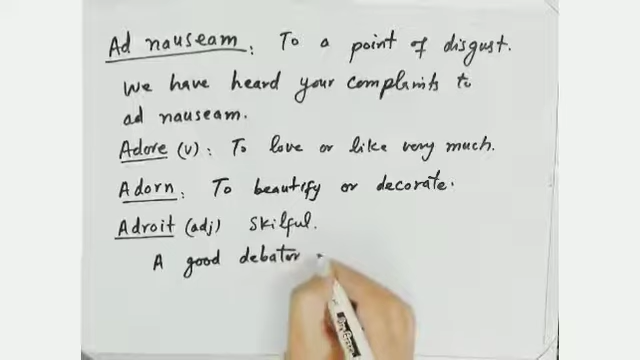 Ad nauseam: To a point of disgust.
We have heard your complaints to
ad nauseam.
Adore (v): To love or like very much.
Adorn: To beautify or decorate.
Adroit (adj) Skilful.
A good debator